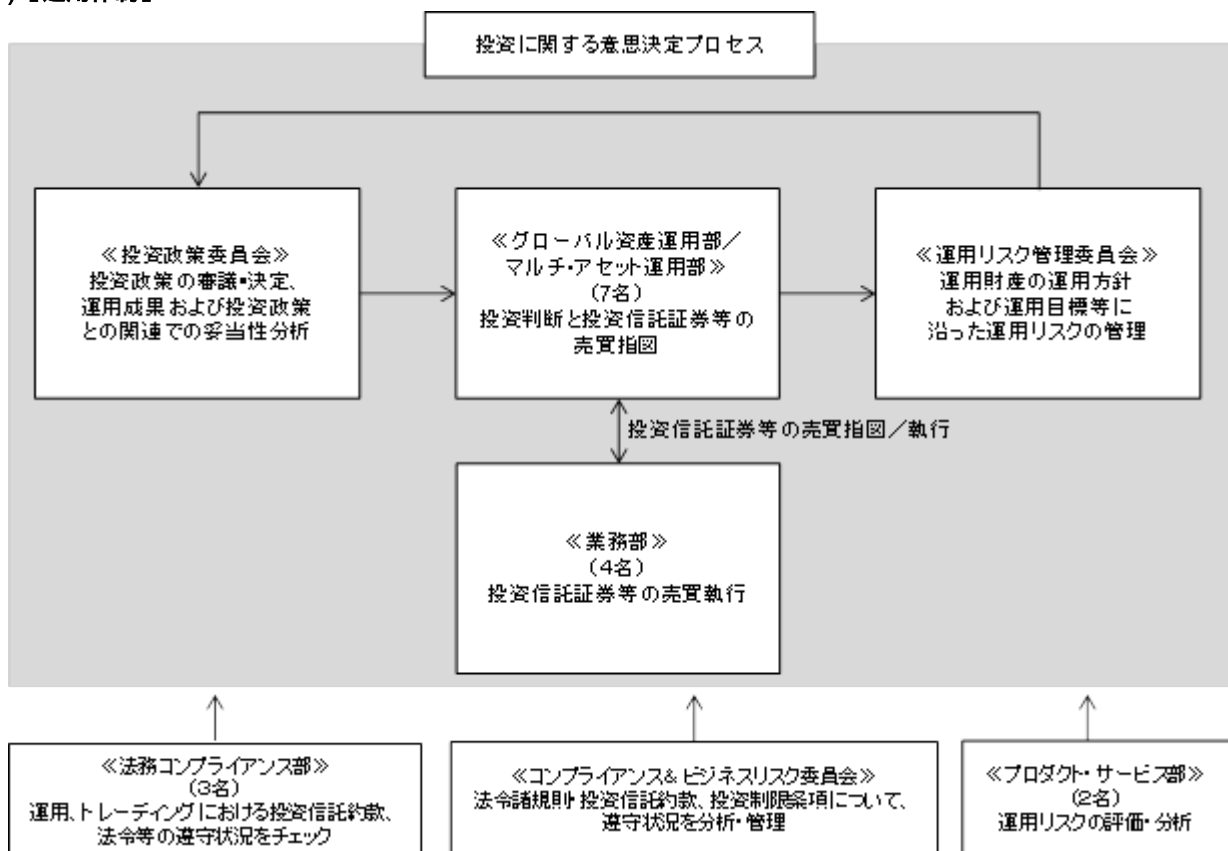 投資に関する意思決定プロセス
≪投資政策委員会≫
投資政策の審議・決定、
運用成果および投資政策
との関連での妥当性分析
≪グローバル資産運用部／
マルチ・アセット運用部≫
(7名)
投資判断と投資信託証券等の
売買指図
≪運用リスク管理委員会≫
運用財産の運用方針
および運用目標等に
沿った運用リスクの管理
投資信託証券等の売買指図／執行
≪業務部≫
(4名)
投資信託証券等の売買執行
≪法務コンプライアンス部≫
(3名)
運用、トレーディングにおける投資信託約款、
法令等の遵守状況をチェック
≪コンプライアンス& ビジネスリスク委員会≫
法令諸規則・投資信託約款、投資制限条項について、
遵守状況を分析・管理
≪プロダクト・サービス部≫
(2名)
運用リスクの評価・分析